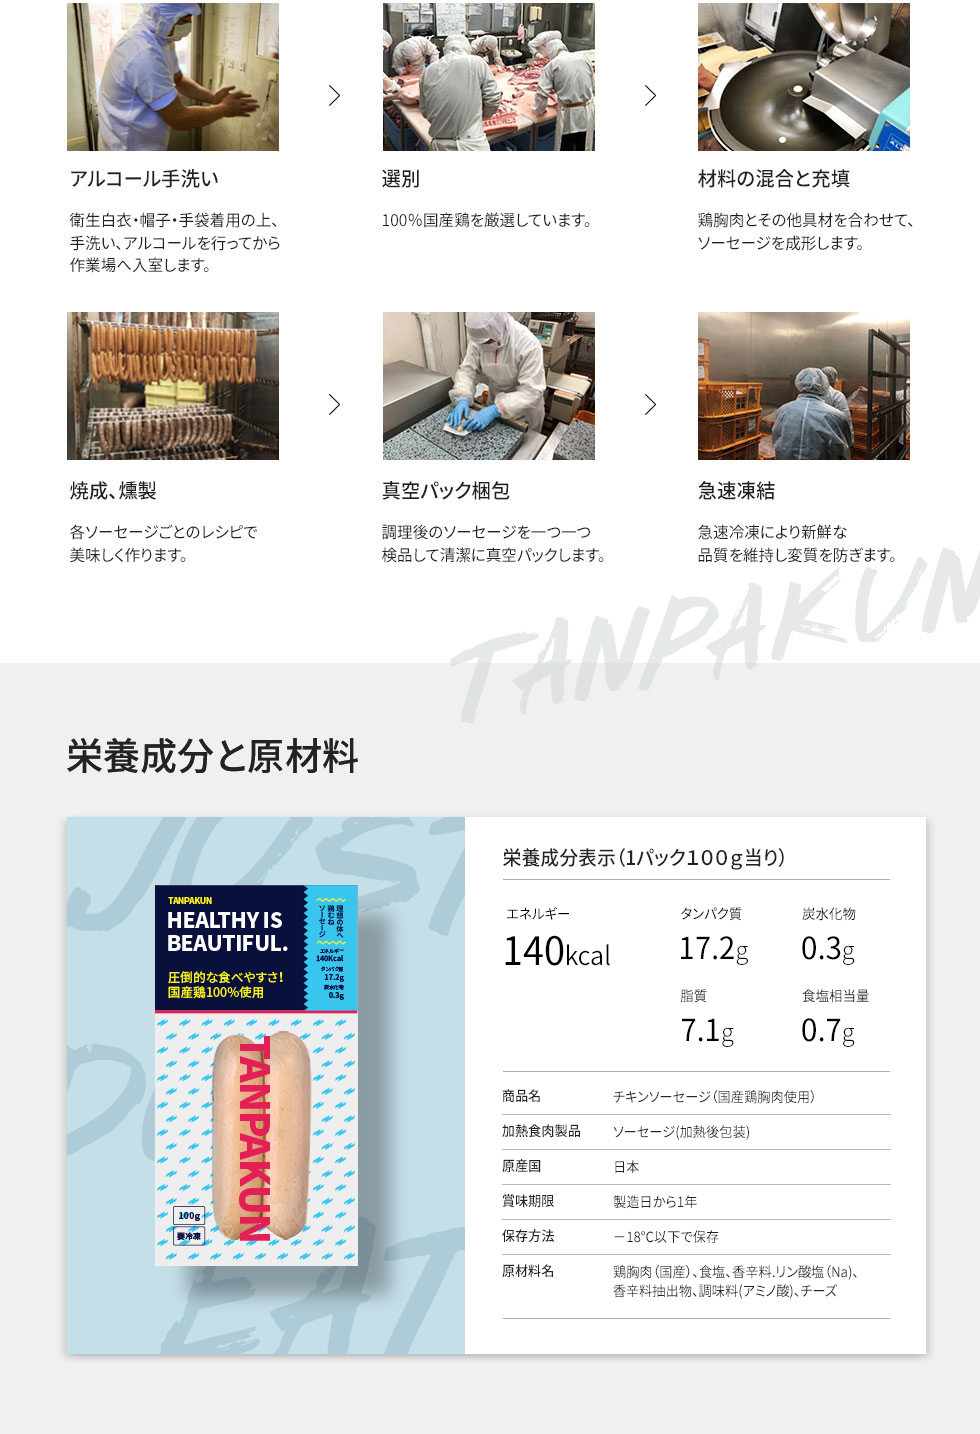 アルコール手洗い
衛生白衣・帽子・手袋着用の上、
手洗い、アルコールを行ってから
作業場へ入室します。
選別
100%国産鶏を厳選しています。
材料の混合と充填
鶏胸肉とその他具材を合わせて、
ソーセージを成形します。
焼成、燻製
各ソーセージごとのレシピで
美味しく作ります。
真空パック梱包
調理後のソーセージを一つ一つ
検品して清潔に真空パックします。
急速凍結
急速冷凍により新鮮な
品質を維持し変質を防ぎます。
TANPAKUN
栄養成分と原材料
JUST
EAT
TANPAKUN
HEALTHY IS
BEAUTIFUL.
圧倒的な食べやすさ!
国産鶏100%使用
理想の体へ
鶏むね
ソーセージ
エネルギー
140Kcal
タンパク質
17.2g
炭水化物
0.3g
TANPAKUN
100g
要冷凍
栄養成分表示（1パック１００ｇ当り）
エネルギー
140kcal
タンパク質
17.2g
炭水化物
0.3g
脂質
7.1g
食塩相当量
0.7g
商品名 チキンソーセージ（国産鶏胸肉使用）
加熱食肉製品 ソーセージ(加熱後包装)
原産国 日本
賞味期限 製造日から1年
保存方法 －18℃以下で保存
原材料名 鶏胸肉（国産）、食塩、香辛料.リン酸塩（Na)、
香辛料抽出物、調味料(アミノ酸)、チーズ